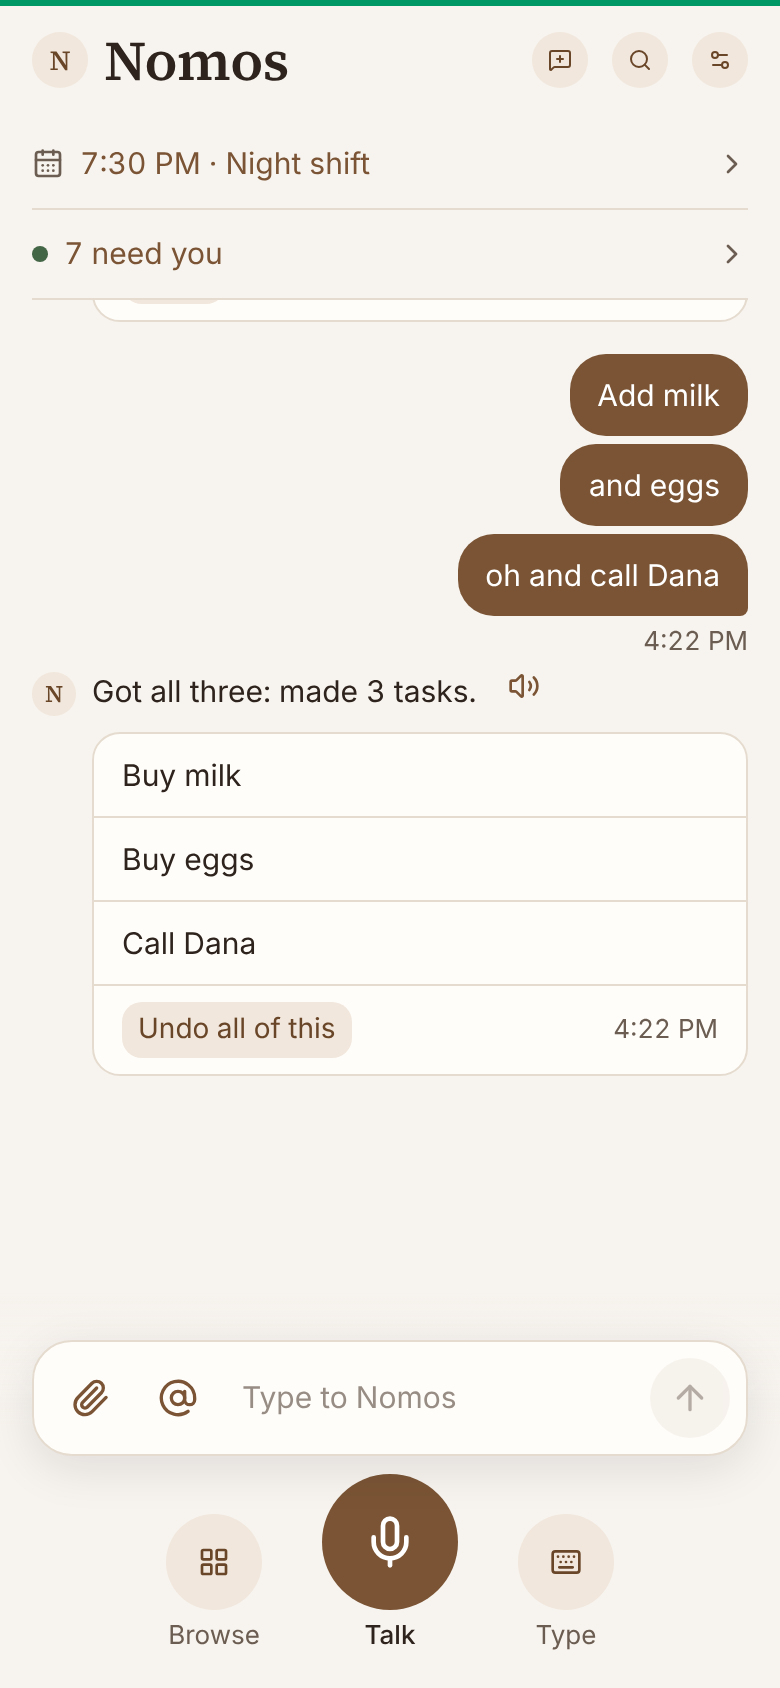 N Nomos
7:30 PM · Night shift
7 need you
Add milk
and eggs
oh and call Dana
4:22 PM
N Got all three: made 3 tasks.
Buy milk
Buy eggs
Call Dana
Undo all of this 4:22 PM
Type to Nomos
Browse Talk Type